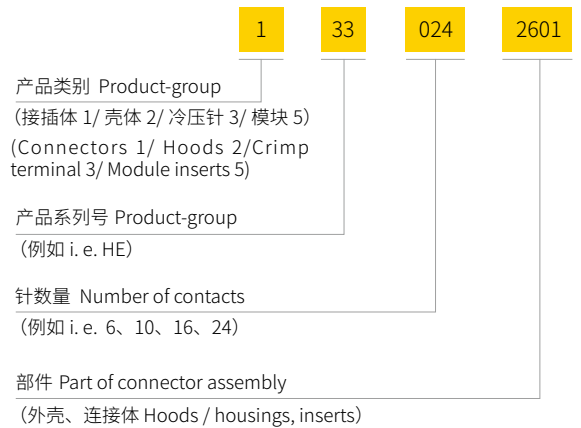 1 33 024 2601
产品类别 Product-group
（接插体 1/ 壳体 2/ 冷压针 3/ 模块 5）
(Connectors 1/ Hoods 2/Crimp
terminal 3/ Module inserts 5)
产品系列号 Product-group
（例如 i. e. HE）
针数量 Number of contacts
（例如 i. e. 6、10、16、24）
部件 Part of connector assembly
（外壳、连接体 Hoods / housings, inserts）